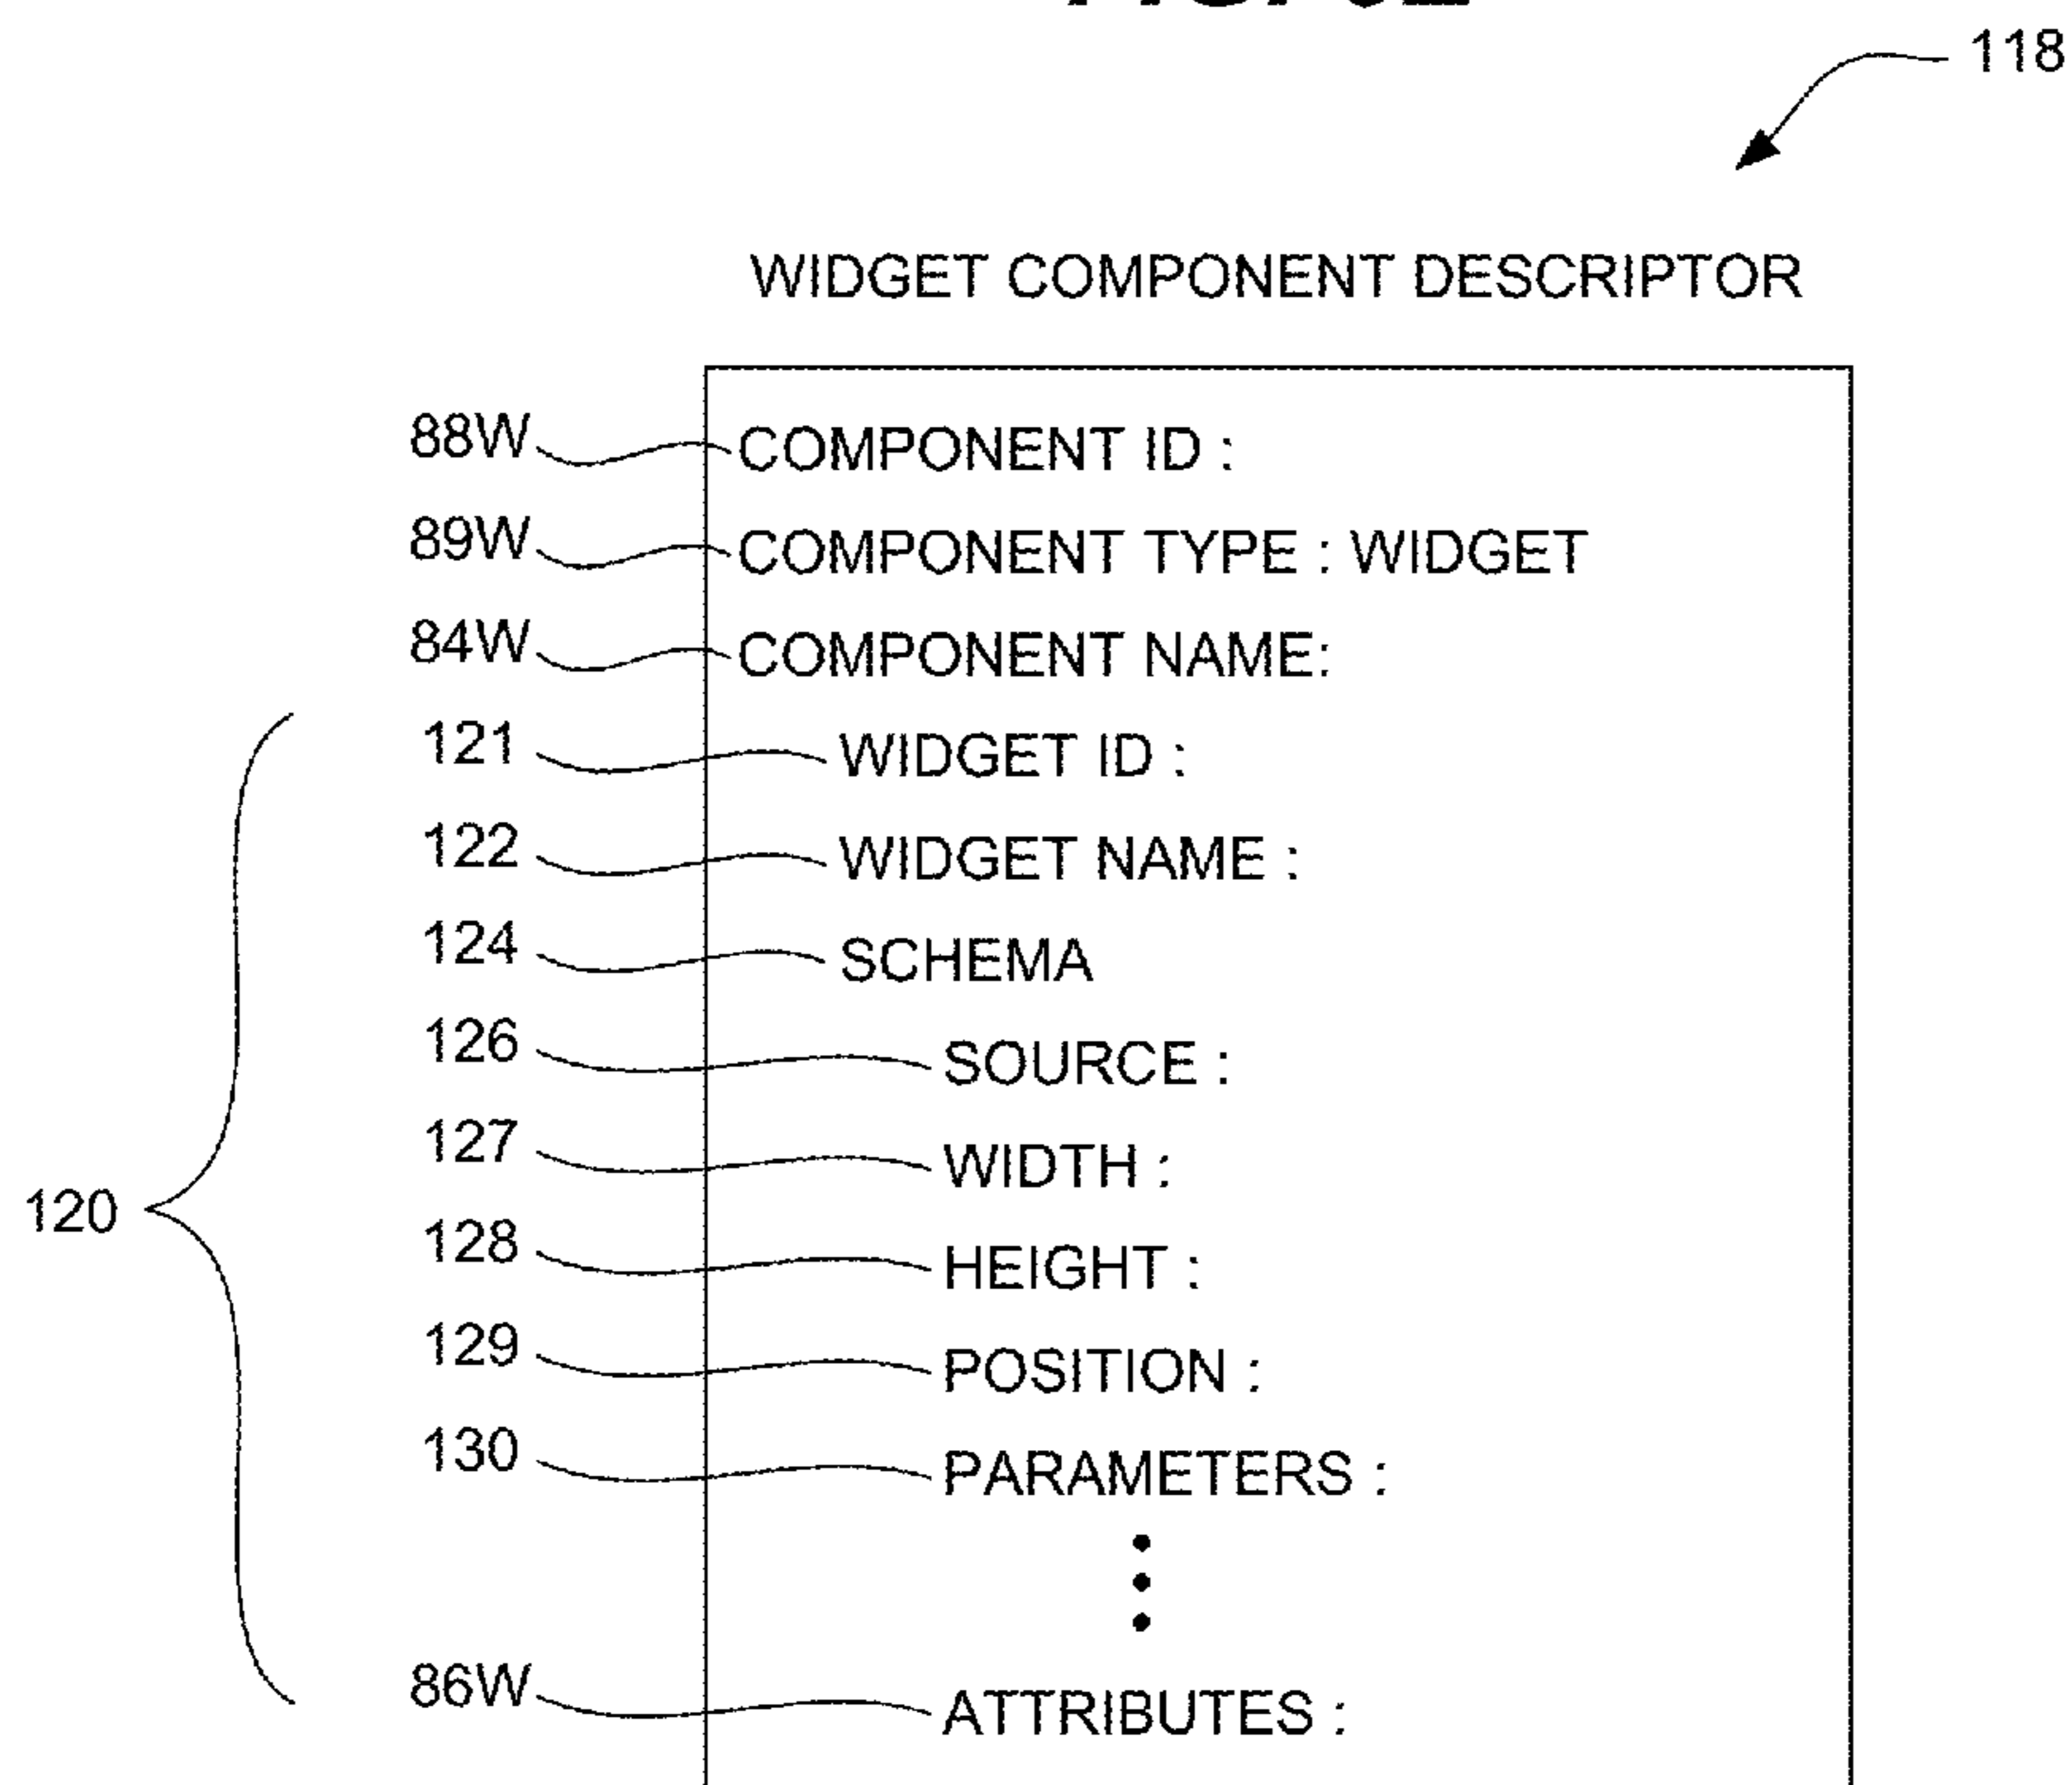 118
WIDGET COMPONENT DESCRIPTOR
88W COMPONENT ID :
89W COMPONENT TYPE : WIDGET
84W COMPONENT NAME:
121 WIDGET ID :
122 WIDGET NAME :
124 SCHEMA
126 SOURCE :
127 WIDTH :
120
128 HEIGHT :
129 POSITION :
130 PARAMETERS :
86W ATTRIBUTES :